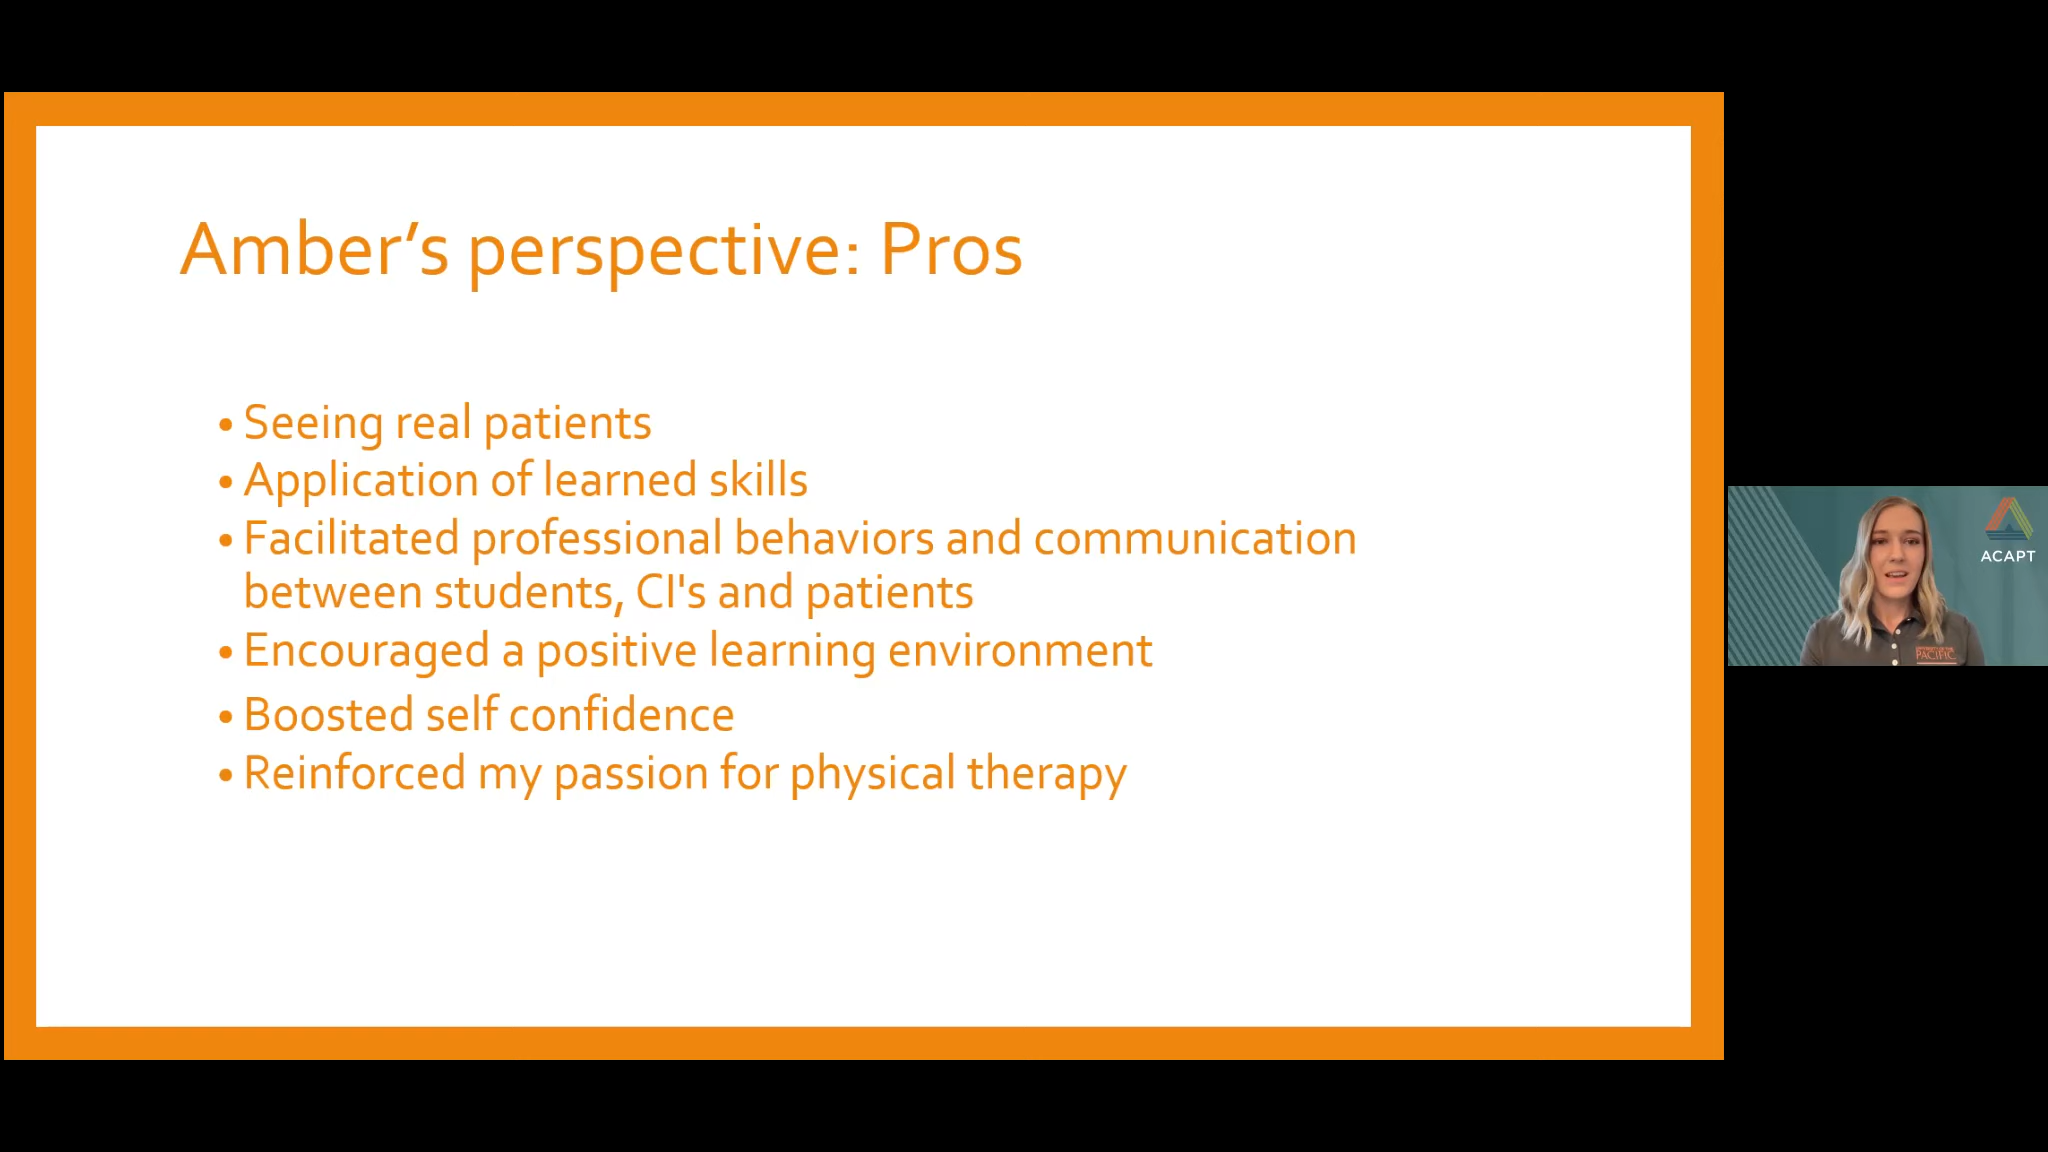 Amber’s perspective: Pros
• Seeing real patients
• Application of learned skills
• Facilitated professional behaviors and communication
between students, CI's and patients
• Encouraged a positive learning environment
• Boosted self confidence
• Reinforced my passion for physical therapy
ACAPT
PACIFIC